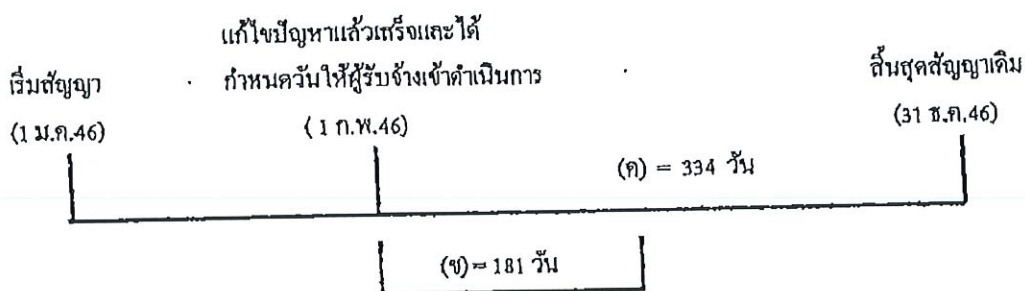 แก้ไขปัญหาแล้วเสร็จและได้
เริ่มสัญญา กำหนดวันให้ผู้รับจ้างเข้าดำเนินการ สิ้นสุดสัญญาเดิม
(1 ม.ค.46) (1 ก.พ.46) (31 ธ.ค.46)
(ค) = 334 วัน
(ข) = 181 วัน